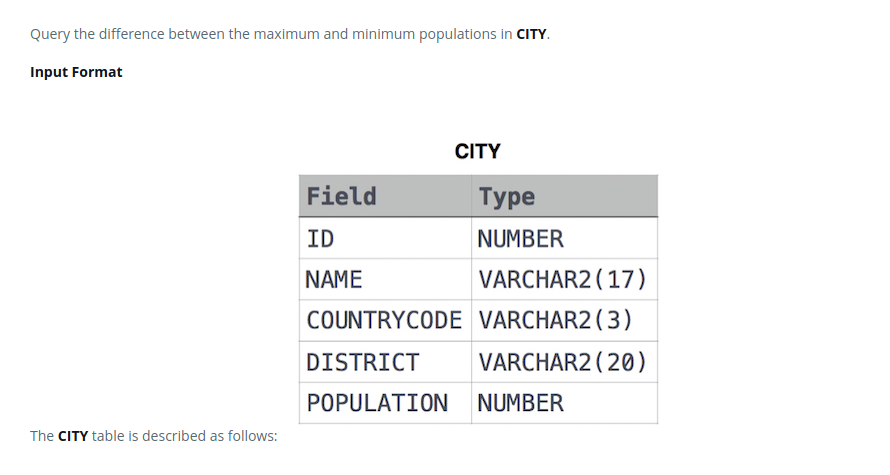 Query the difference between the maximum and minimum populations in CITY.
Input Format
CITY
Field Type
ID NUMBER
NAME VARCHAR2(17)
COUNTRYCODE VARCHAR2(3)
DISTRICT VARCHAR2(20)
POPULATION NUMBER
The CITY table is described as follows: